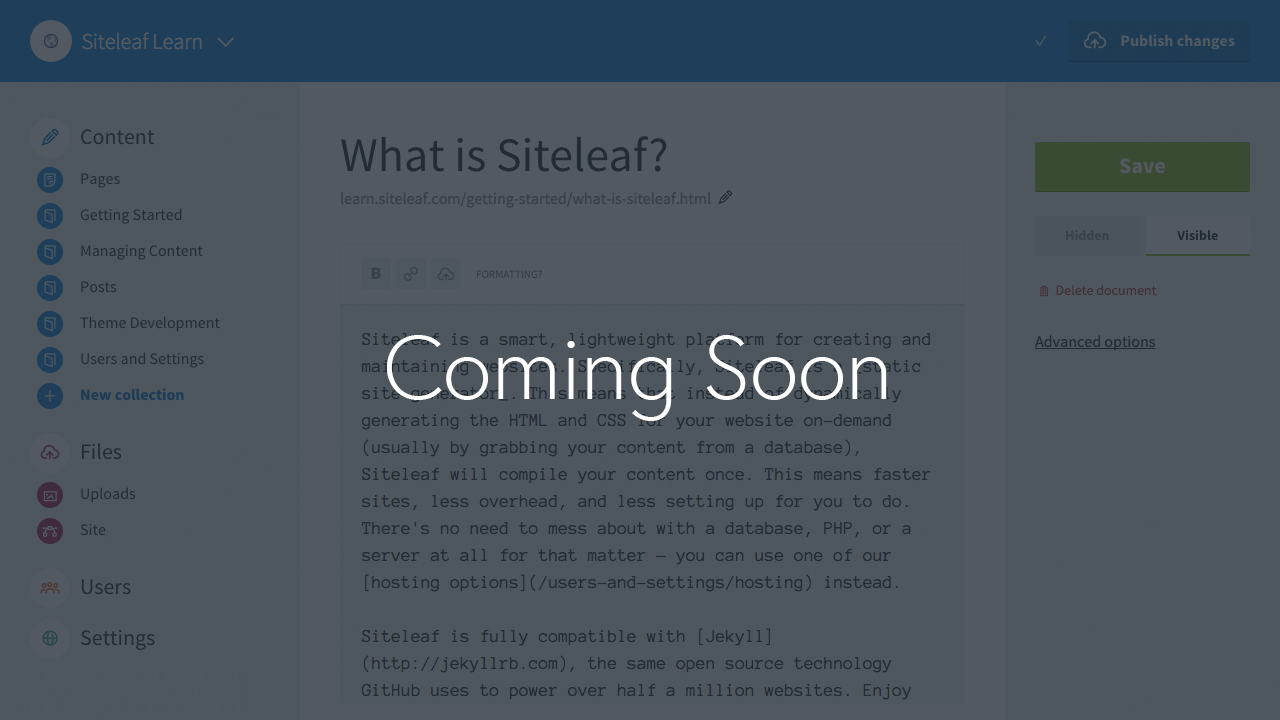 Siteleaf Learn
Publish changes
Content
Pages
Getting Started
Managing Content
Posts
Theme Development
Users and Settings
New collection
Files
Uploads
Site
Users
Settings
What is Siteleaf?
learn.siteleaf.com/getting-started/what-is-siteleaf.html
B
FORMATTING?
Siteleaf is a smart, lightweight platform for creating and
maintaining websites. Specifically, Siteleaf is a static
site generator_. This means that instead of dynamically
generating the HTML and CSS for your website on-demand
(usually by grabbing your content from a database),
Siteleaf will compile your content once. This means faster
sites, less overhead, and less setting up for you to do.
There's no need to mess about with a database, PHP, or a
server at all for that matter — you can use one of our
[hosting options](/users-and-settings/hosting) instead.
Siteleaf is fully compatible with [Jekyll]
(http://jekyllrb.com), the same open source technology
GitHub uses to power over half a million websites. Enjoy
Coming Soon
Save
Hidden
Visible
Delete document
Advanced options